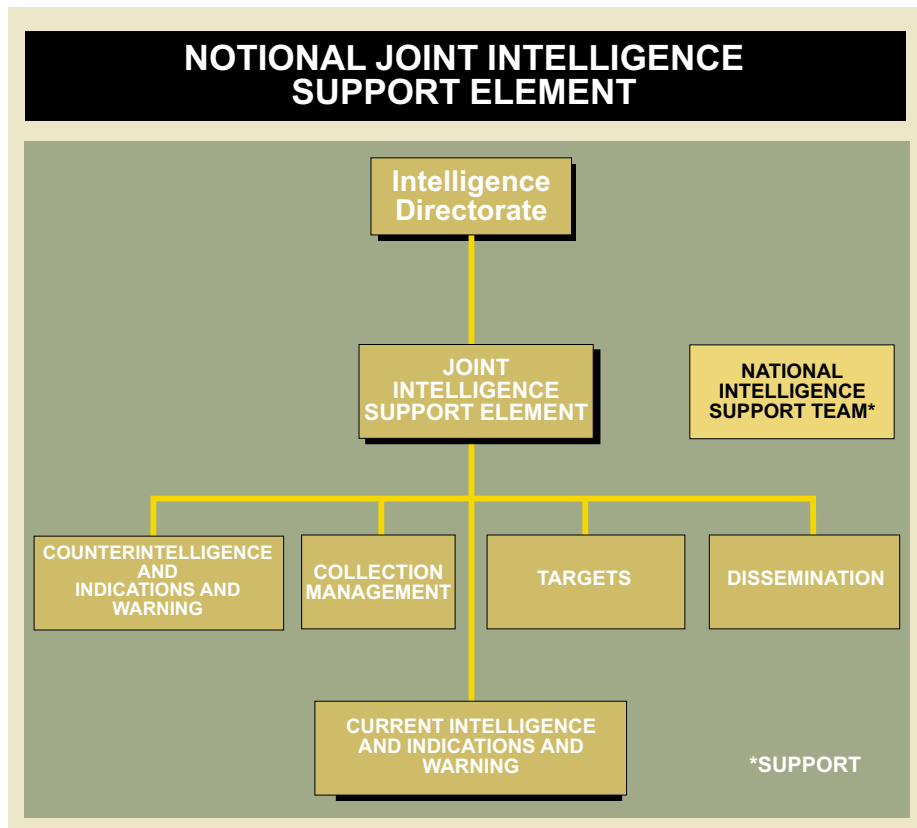 NOTIONAL JOINT INTELLIGENCE
SUPPORT ELEMENT
Intelligence
Directorate
JOINT
INTELLIGENCE
SUPPORT ELEMENT
NATIONAL
INTELLIGENCE
SUPPORT TEAM*
COUNTERINTELLIGENCE
AND
INDICATIONS AND
WARNING
COLLECTION
MANAGEMENT
TARGETS
DISSEMINATION
CURRENT INTELLIGENCE
AND INDICATIONS AND
WARNING
*SUPPORT